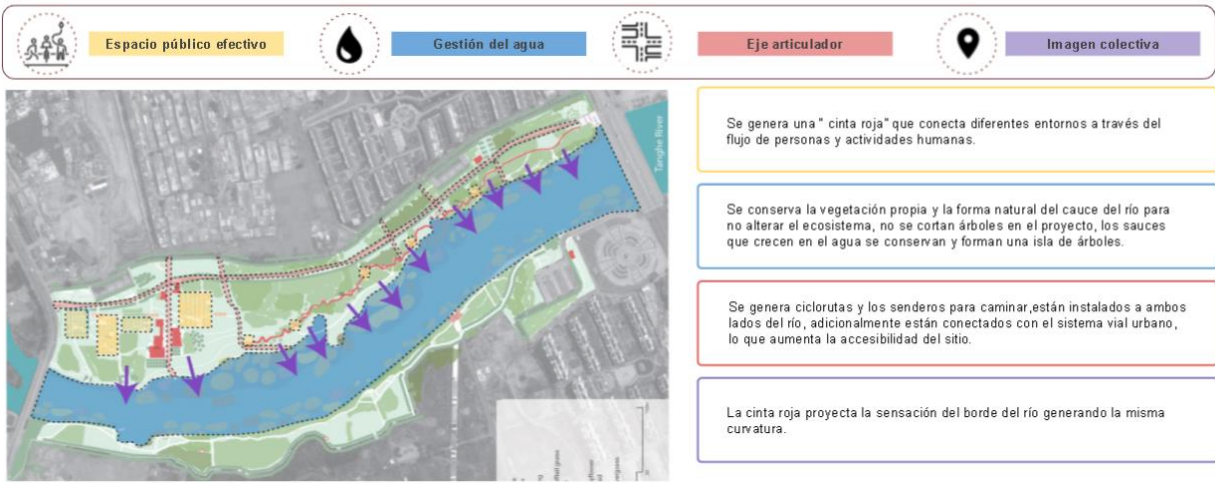 Espacio público efectivo
Gestión del agua
Eje articulador
Imagen colectiva
Tanghe River
Se genera una " cinta roja" que conecta diferentes entornos a través del
flujo de personas y actividades humanas.
Se conserva la vegetación propia y la forma natural del cauce del río para
no alterar el ecosistema, no se cortan árboles en el proyecto, los sauces
que crecen en el agua se conservan y forman una isla de árboles.
Se genera ciclorutas y los senderos para caminar,están instalados a ambos
lados del río, adicionalmente están conectados con el sistema vial urbano,
lo que aumenta la accesibilidad del sitio.
La cinta roja proyecta la sensación del borde del río generando la misma
curvatura.